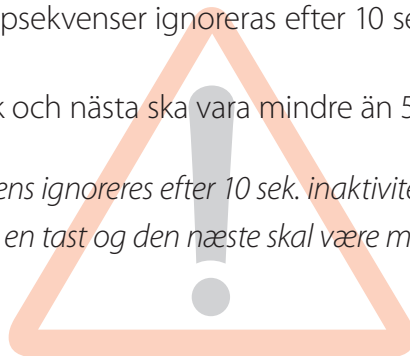 psekvenser ignoreras efter 10 se
k och nästa ska vara mindre än 5
ens ignoreres efter 10 sek. inaktivite
en tast og den næste skal være m